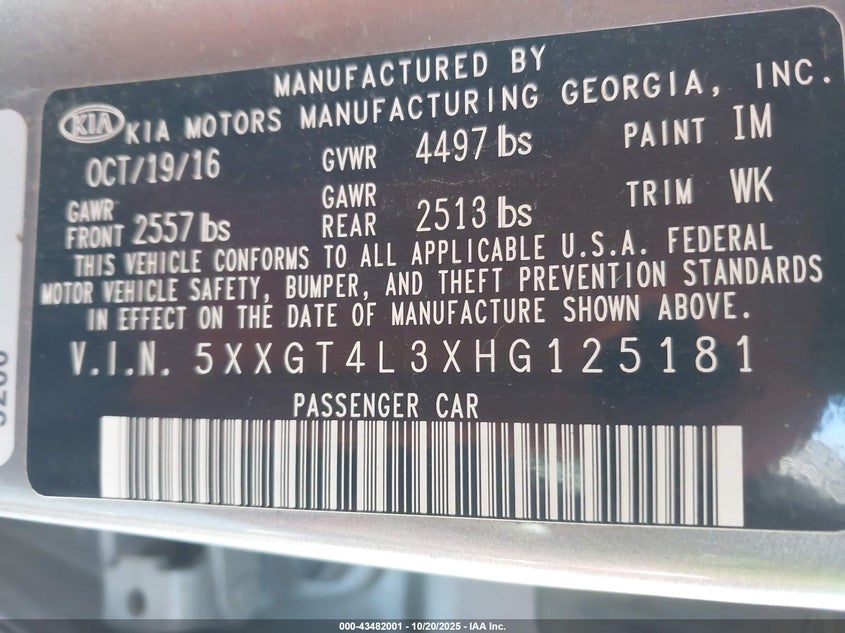 MANUFACTURED BY
KIA KIA MOTORS MANUFACTURING GEORGIA, INC.
OCT/19/16 GVWR 4497 lbs PAINT IM
GAWR FRONT 2557 lbs GAWR REAR 2513 lbs TRIM WK
THIS VEHICLE CONFORMS TO ALL APPLICABLE U.S.A. FEDERAL
MOTOR VEHICLE SAFETY, BUMPER, AND THEFT PREVENTION STANDARDS
IN EFFECT ON THE DATE OF MANUFACTURE SHOWN ABOVE.
V.I.N. 5XXGT4L3XHG125181
PASSENGER CAR
000-43482001 - 10/20/2025 - IAA Inc.